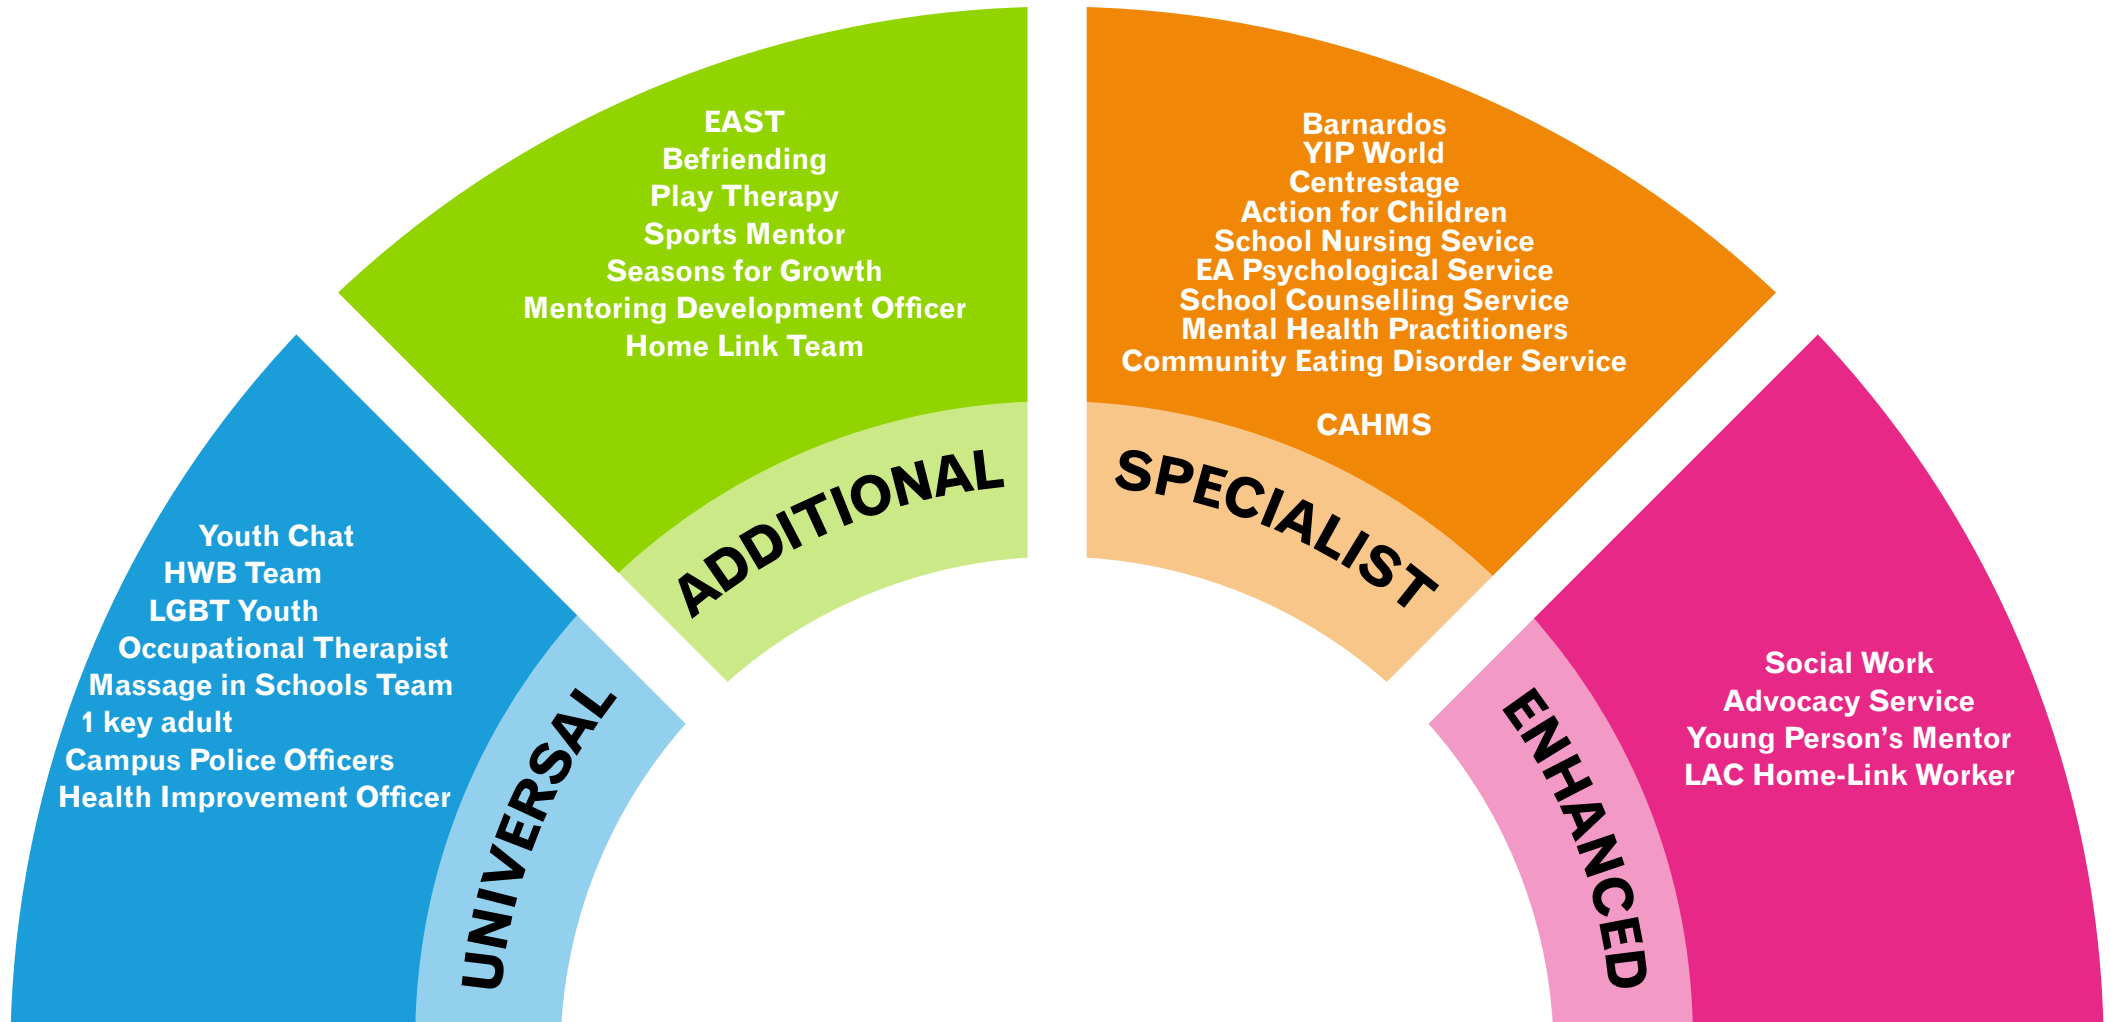 Youth Chat
HWB Team
LGBT Youth
Occupational Therapist
Massage in Schools Team
1 key adult
Campus Police Officers
Health Improvement Officer
UNIVERSAL
EAST
Befriending
Play Therapy
Sports Mentor
Seasons for Growth
Mentoring Development Officer
Home Link Team
ADDITIONAL
Barnardos
YIP World
Centrestage
Action for Children
School Nursing Sevice
EA Psychological Service
School Counselling Service
Mental Health Practitioners
Community Eating Disorder Service
CAHMS
SPECIALIST
Social Work
Advocacy Service
Young Person’s Mentor
LAC Home-Link Worker
ENHANCED